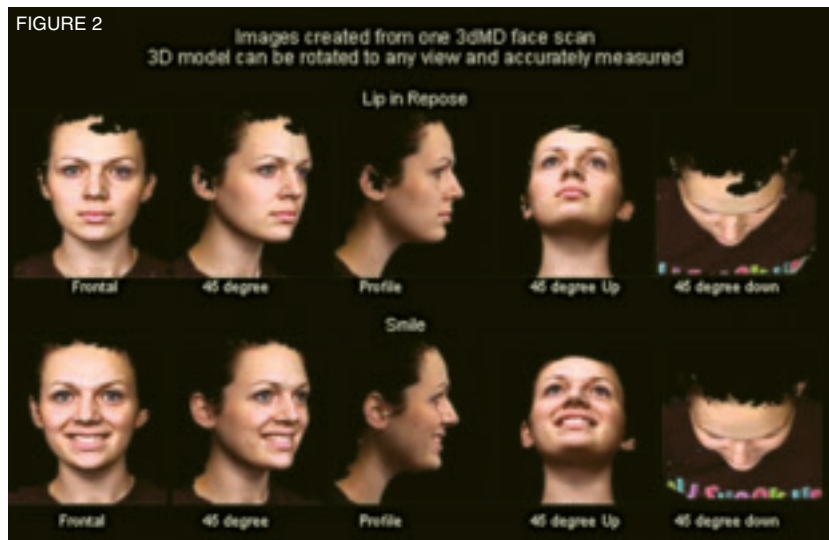 FIGURE 2
Images created from one 3dMD face scan
3D model can be rotated to any view and accurately measured
Lip in Repose
Frontal 45 degree Profile 45 degree Up 45 degree down
Smile
Frontal 45 degree Profile 45 degree Up 45 degree down